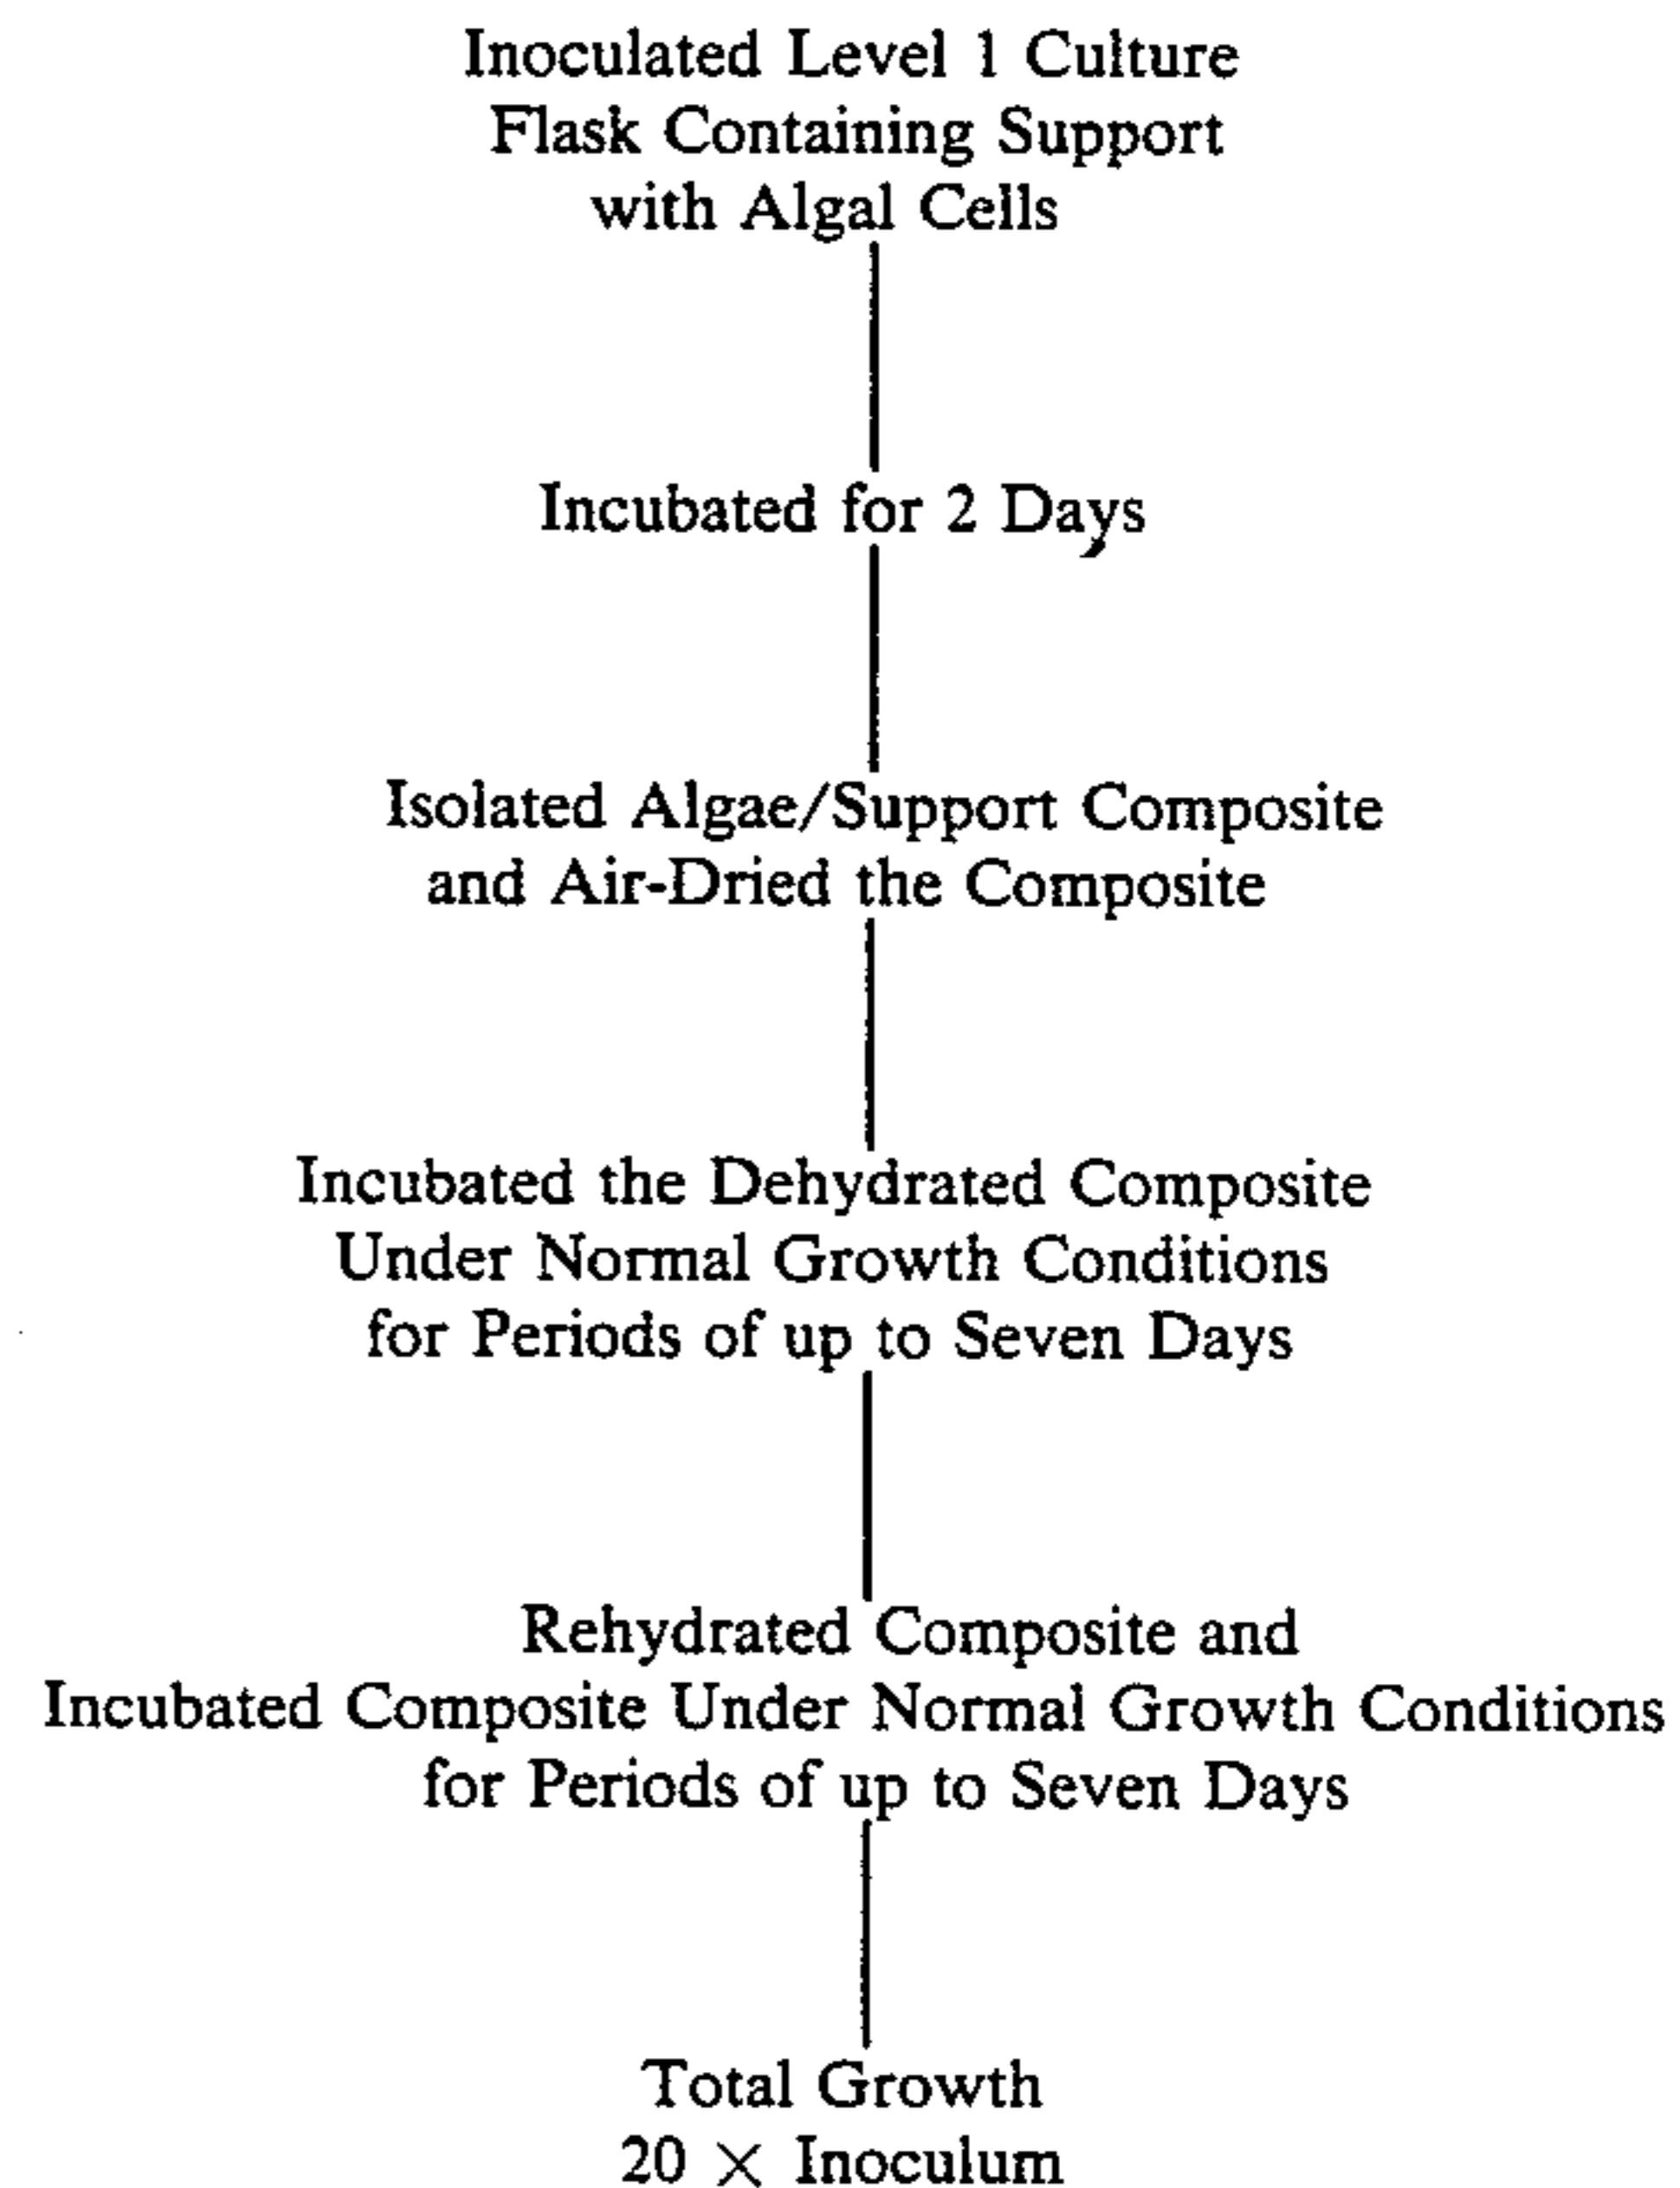 Inoculated Level 1 Culture
Flask Containing Support
with Algal Cells
Incubated for 2 Days
Isolated Algae/Support Composite
and Air-Dried the Composite
Incubated the Dehydrated Composite
Under Normal Growth Conditions
for Periods of up to Seven Days
Rehydrated Composite and
Incubated Composite Under Normal Growth Conditions
for Periods of up to Seven Days
Total Growth
20 × Inoculum